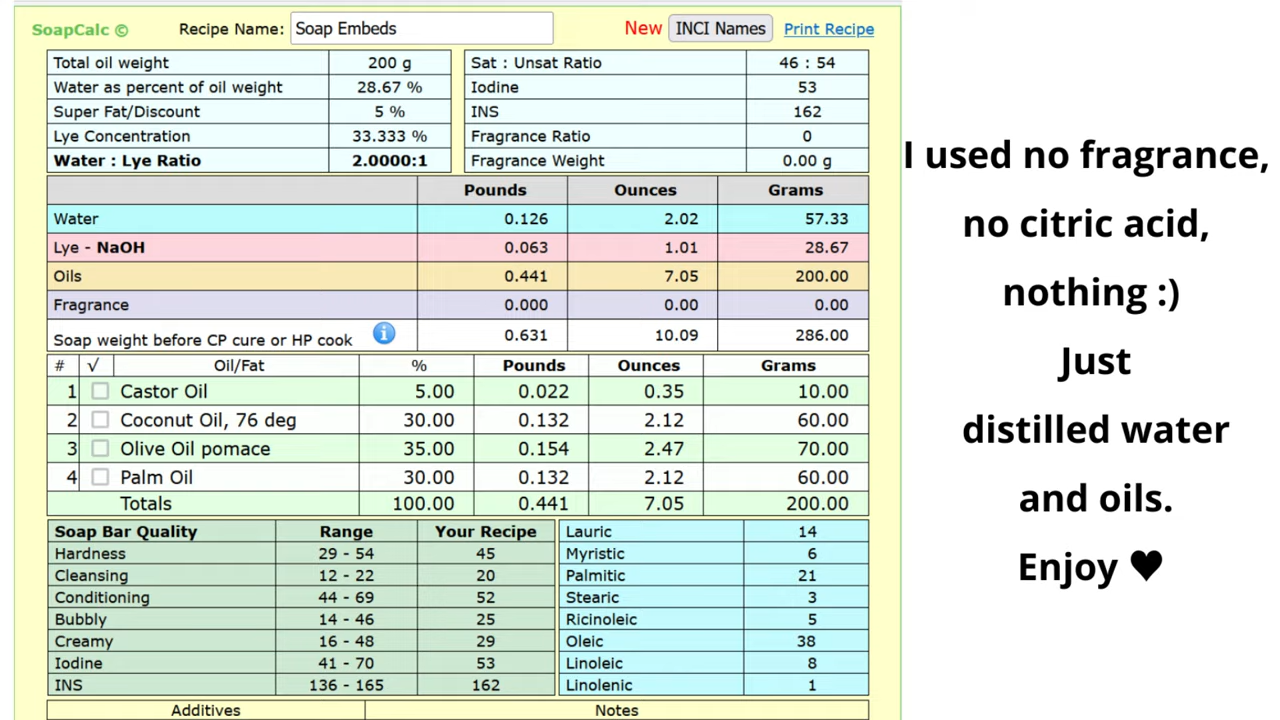 SoapCalc © Recipe Name: Soap Embeds New INCI Names Print Recipe
Total oil weight 200 g Sat : Unsat Ratio 46 : 54
Water as percent of oil weight 28.67 % Iodine 53
Super Fat/Discount 5 % INS 162
Lye Concentration 33.333 % Fragrance Ratio 0
Water : Lye Ratio 2.0000:1 Fragrance Weight 0.00 g
Pounds Ounces Grams
Water 0.126 2.02 57.33
Lye - NaOH 0.063 1.01 28.67
Oils 0.441 7.05 200.00
Fragrance 0.000 0.00 0.00
Soap weight before CP cure or HP cook i 0.631 10.09 286.00
# √ Oil/Fat % Pounds Ounces Grams
1 Castor Oil 5.00 0.022 0.35 10.00
2 Coconut Oil, 76 deg 30.00 0.132 2.12 60.00
3 Olive Oil pomace 35.00 0.154 2.47 70.00
4 Palm Oil 30.00 0.132 2.12 60.00
Totals 100.00 0.441 7.05 200.00
Soap Bar Quality Range Your Recipe Lauric 14
Hardness 29 - 54 45 Myristic 6
Cleansing 12 - 22 20 Palmitic 21
Conditioning 44 - 69 52 Stearic 3
Bubbly 14 - 46 25 Ricinoleic 5
Creamy 16 - 48 29 Oleic 38
Iodine 41 - 70 53 Linoleic 8
INS 136 - 165 162 Linolenic 1
Additives Notes
I used no fragrance,
no citric acid,
nothing :)
Just
distilled water
and oils.
Enjoy ♥